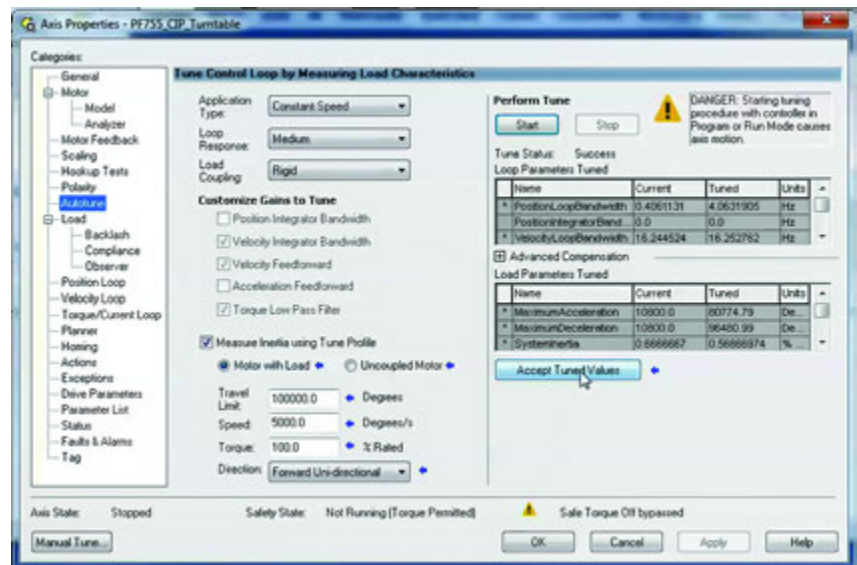 Axis Properties - PF755_CIP_Turntable
Categories:
General
Motor
Model
Analyzer
Motor Feedback
Scaling
Hookup Tests
Polarity
Autotune
Load
Backlash
Compliance
Observer
Position Loop
Velocity Loop
Torque/Current Loop
Planner
Homing
Actions
Exceptions
Drive Parameters
Parameter List
Status
Faults & Alarms
Tag
Tune Control Loop by Measuring Load Characteristics
Application Type: Constant Speed
Loop Response: Medium
Load Coupling: Rigid
Customize Gains to Tune
Position Integrator Bandwidth
Velocity Integrator Bandwidth
Velocity Feedforward
Acceleration Feedforward
Torque Low Pass Filter
Measure Inertia using Tune Profile
Motor with Load Uncoupled Motor
Travel Limit: 100000.0 Degrees
Speed: 5000.0 Degrees/s
Torque: 100.0 % Rated
Direction: Forward Uni-directional
Perform Tune
Start Stop
DANGER: Starting tuning procedure with controller in Program or Run Mode causes axis motion.
Tune Status: Success
Loop Parameters Tuned
Name Current Tuned Units
* PositionLoopBandwidth 0.4061131 4.0631905 Hz
PositionIntegratorBand... 0.0 0.0 Hz
* VelocityLoopBandwidth 16.244524 16.252762 Hz
Advanced Compensation
Load Parameters Tuned
Name Current Tuned Units
* MaximumAcceleration 10800.0 80774.79 De...
* MaximumDeceleration 10800.0 96480.99 De...
* SystemInertia 0.6666667 0.56666974 % ...
Accept Tuned Values
Axis State: Stopped Safety State: Not Running (Torque Permitted) Safe Torque Off bypassed
Manual Tune... OK Cancel Apply Help